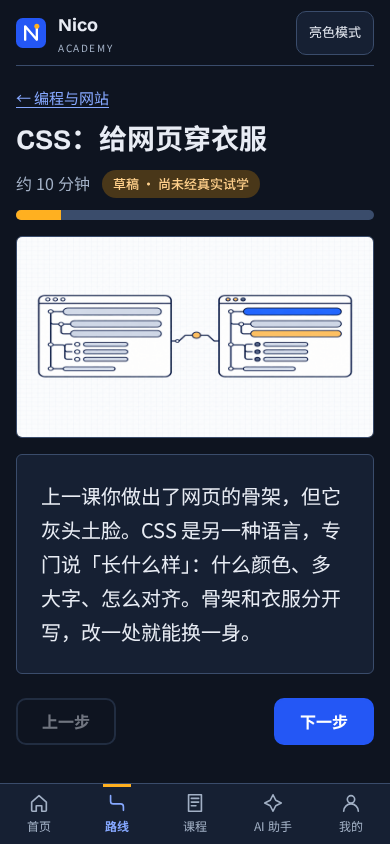 Nico
ACADEMY
亮色模式
← 编程与网站
CSS：给网页穿衣服
约 10 分钟
草稿 · 尚未经真实试学
上一课你做出了网页的骨架，但它
灰头土脸。CSS 是另一种语言，专
门说「长什么样」：什么颜色、多
大字、怎么对齐。骨架和衣服分开
写，改一处就能换一身。
上一步
下一步
首页
路线
课程
AI 助手
我的